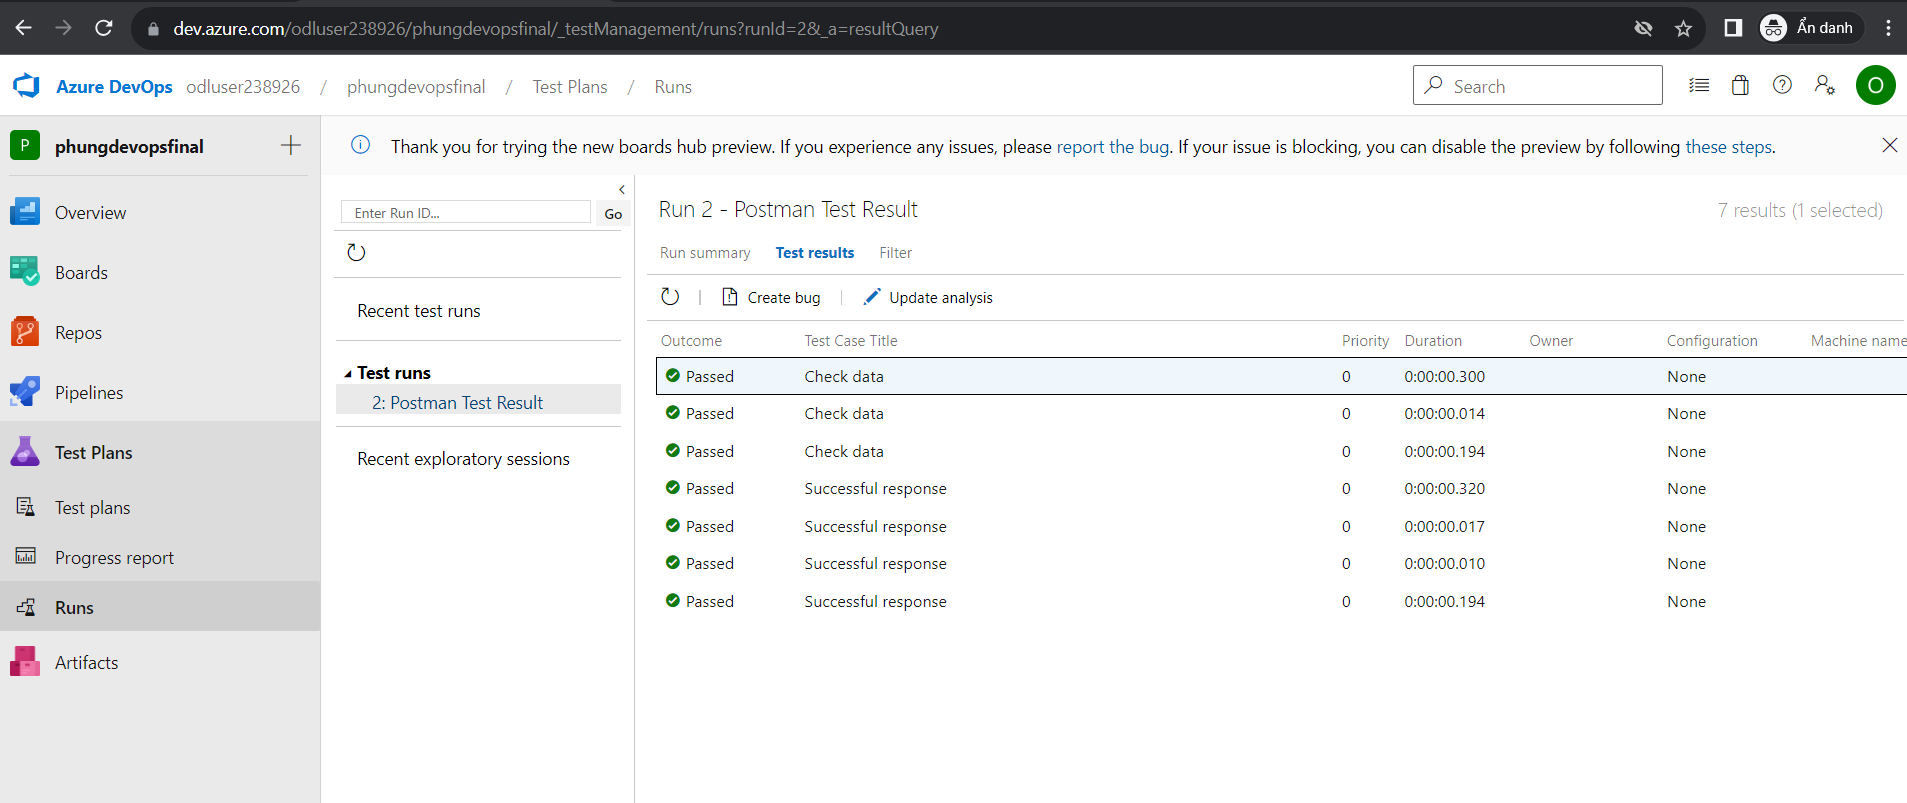 dev.azure.com/odluser238926/phungdevopsfinal/_testManagement/runs?runId=2&_a=resultQuery
Ẩn danh
Azure DevOps odluser238926 / phungdevopsfinal / Test Plans / Runs
Search
O
P phungdevopsfinal
Overview
Boards
Repos
Pipelines
Test Plans
Test plans
Progress report
Runs
Artifacts
Thank you for trying the new boards hub preview. If you experience any issues, please report the bug. If your issue is blocking, you can disable the preview by following these steps.
Enter Run ID... Go
Recent test runs
Test runs
2: Postman Test Result
Recent exploratory sessions
Run 2 - Postman Test Result
7 results (1 selected)
Run summary Test results Filter
Create bug Update analysis
Outcome Test Case Title Priority Duration Owner Configuration Machine name
Passed Check data 0 0:00:00.300 None
Passed Check data 0 0:00:00.014 None
Passed Check data 0 0:00:00.194 None
Passed Successful response 0 0:00:00.320 None
Passed Successful response 0 0:00:00.017 None
Passed Successful response 0 0:00:00.010 None
Passed Successful response 0 0:00:00.194 None